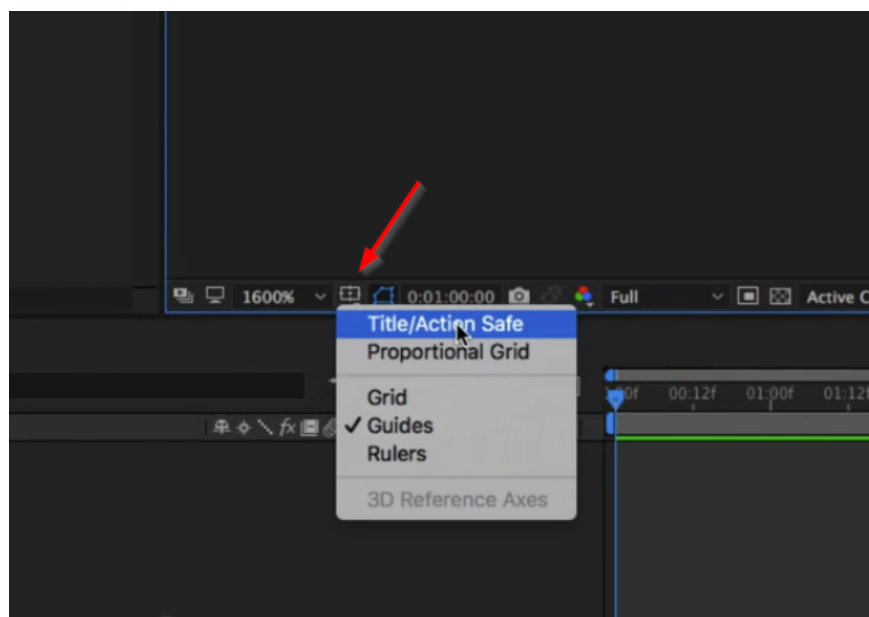 1600%
0:01:00:00
Full
Active C
Title/Action Safe
Proportional Grid
Grid
Guides
Rulers
3D Reference Axes
00f 00:12f 01:00f 01:12f
fx